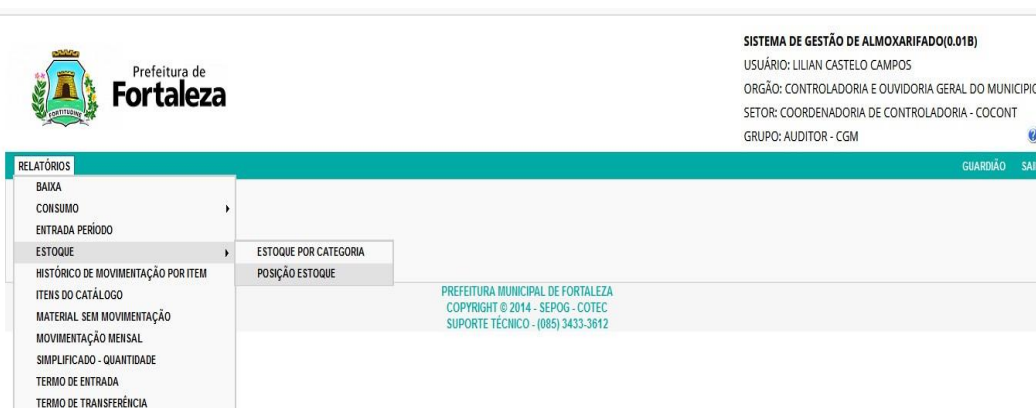 SISTEMA DE GESTÃO DE ALMOXARIFADO(0.01B)
USUÁRIO: LILIAN CASTELO CAMPOS
ORGÃO: CONTROLADORIA E OUVIDORIA GERAL DO MUNICIPIO
SETOR: COORDENADORIA DE CONTROLADORIA - COCONT
GRUPO: AUDITOR - CGM
Prefeitura de
Fortaleza
FORTITUDINE
RELATÓRIOS
GUARDIÃO SAIR
BAIXA
CONSUMO
ENTRADA PERÍODO
ESTOQUE
ESTOQUE POR CATEGORIA
HISTÓRICO DE MOVIMENTAÇÃO POR ITEM
POSIÇÃO ESTOQUE
ITENS DO CATÁLOGO
MATERIAL SEM MOVIMENTAÇÃO
MOVIMENTAÇÃO MENSAL
SIMPLIFICADO - QUANTIDADE
TERMO DE ENTRADA
TERMO DE TRANSFERÊNCIA
PREFEITURA MUNICIPAL DE FORTALEZA
COPYRIGHT © 2014 - SEPOG - COTEC
SUPORTE TÉCNICO - (085) 3433-3612